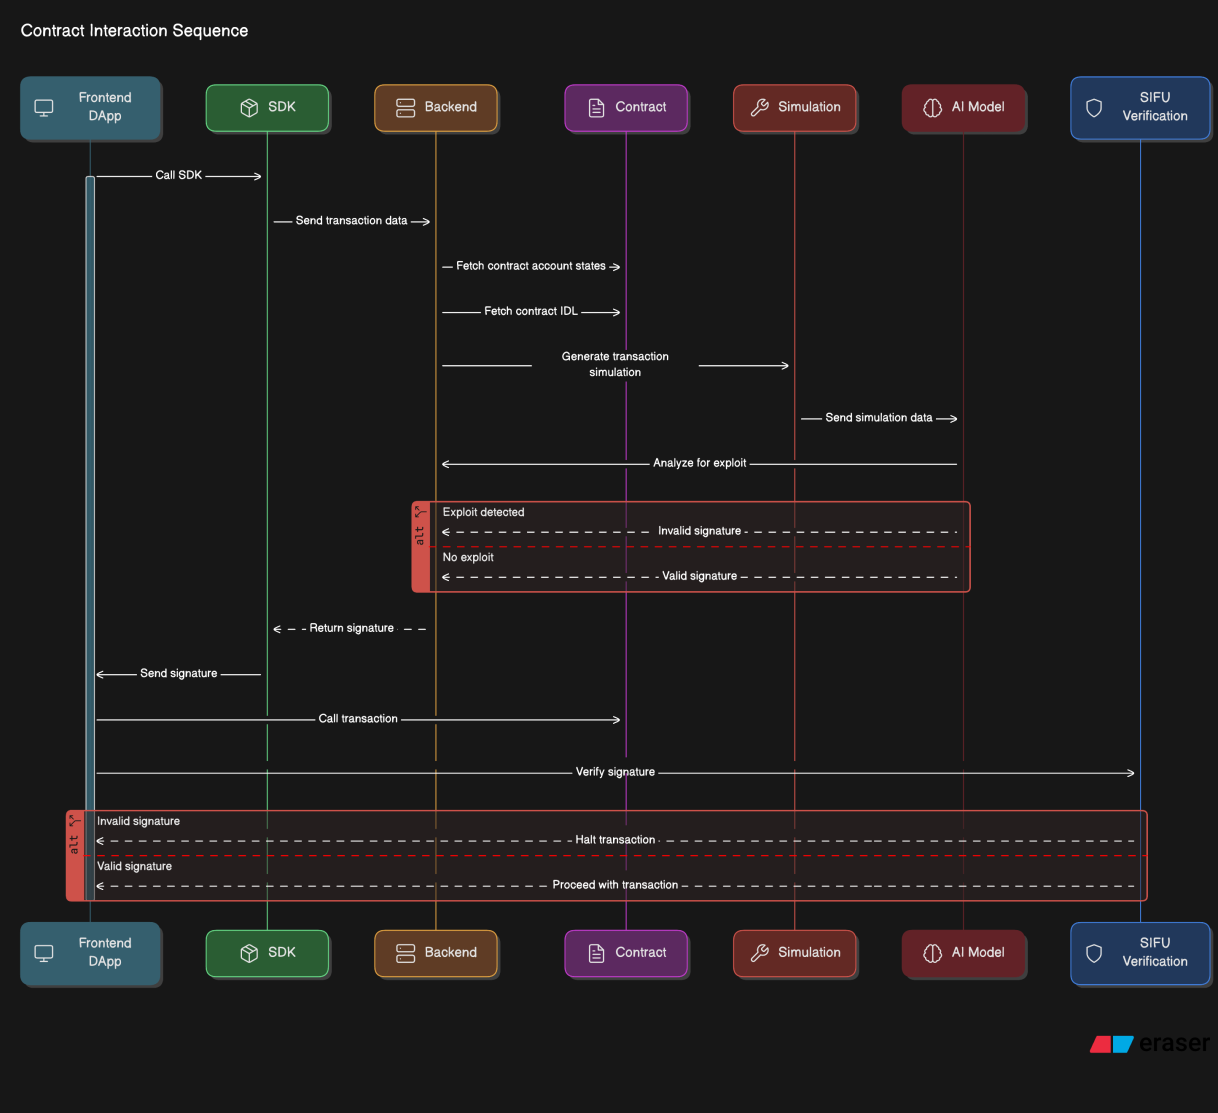 Contract Interaction Sequence
Frontend
DApp
SDK
Backend
Contract
Simulation
AI Model
SIFU
Verification
Call SDK
Send transaction data
Fetch contract account states
Fetch contract IDL
Generate transaction
simulation
Send simulation data
Analyze for exploit
alt
Exploit detected
Invalid signature
No exploit
Valid signature
Return signature
Send signature
Call transaction
Verify signature
alt
Invalid signature
Halt transaction
Valid signature
Proceed with transaction
Frontend
DApp
SDK
Backend
Contract
Simulation
AI Model
SIFU
Verification
eraser